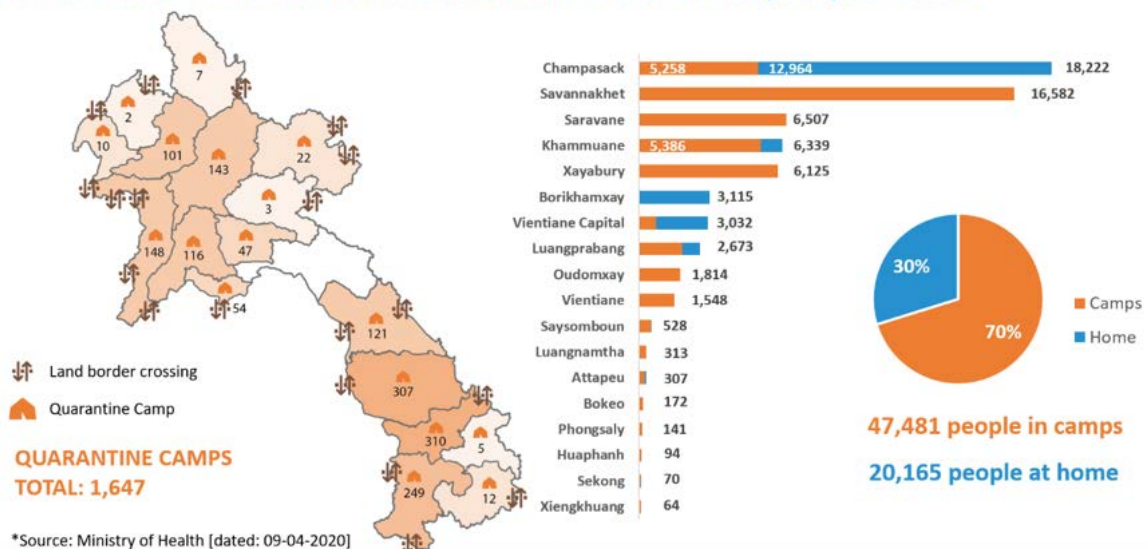 7
2
10
101
143
22
3
148
116
47
54
121
307
310
5
249
12
Land border crossing
Quarantine Camp
QUARANTINE CAMPS
TOTAL: 1,647
*Source: Ministry of Health [dated: 09-04-2020]
Champasack 5,258 12,964 18,222
Savannakhet 16,582
Saravane 6,507
Khammuane 5,386 6,339
Xayabury 6,125
Borikhamxay 3,115
Vientiane Capital 3,032
Luangprabang 2,673
Oudomxay 1,814
Vientiane 1,548
Saysomboun 528
Luangnamtha 313
Attapeu 307
Bokeo 172
Phongsaly 141
Huaphanh 94
Sekong 70
Xiengkhuang 64
30%
70%
Camps
Home
47,481 people in camps
20,165 people at home